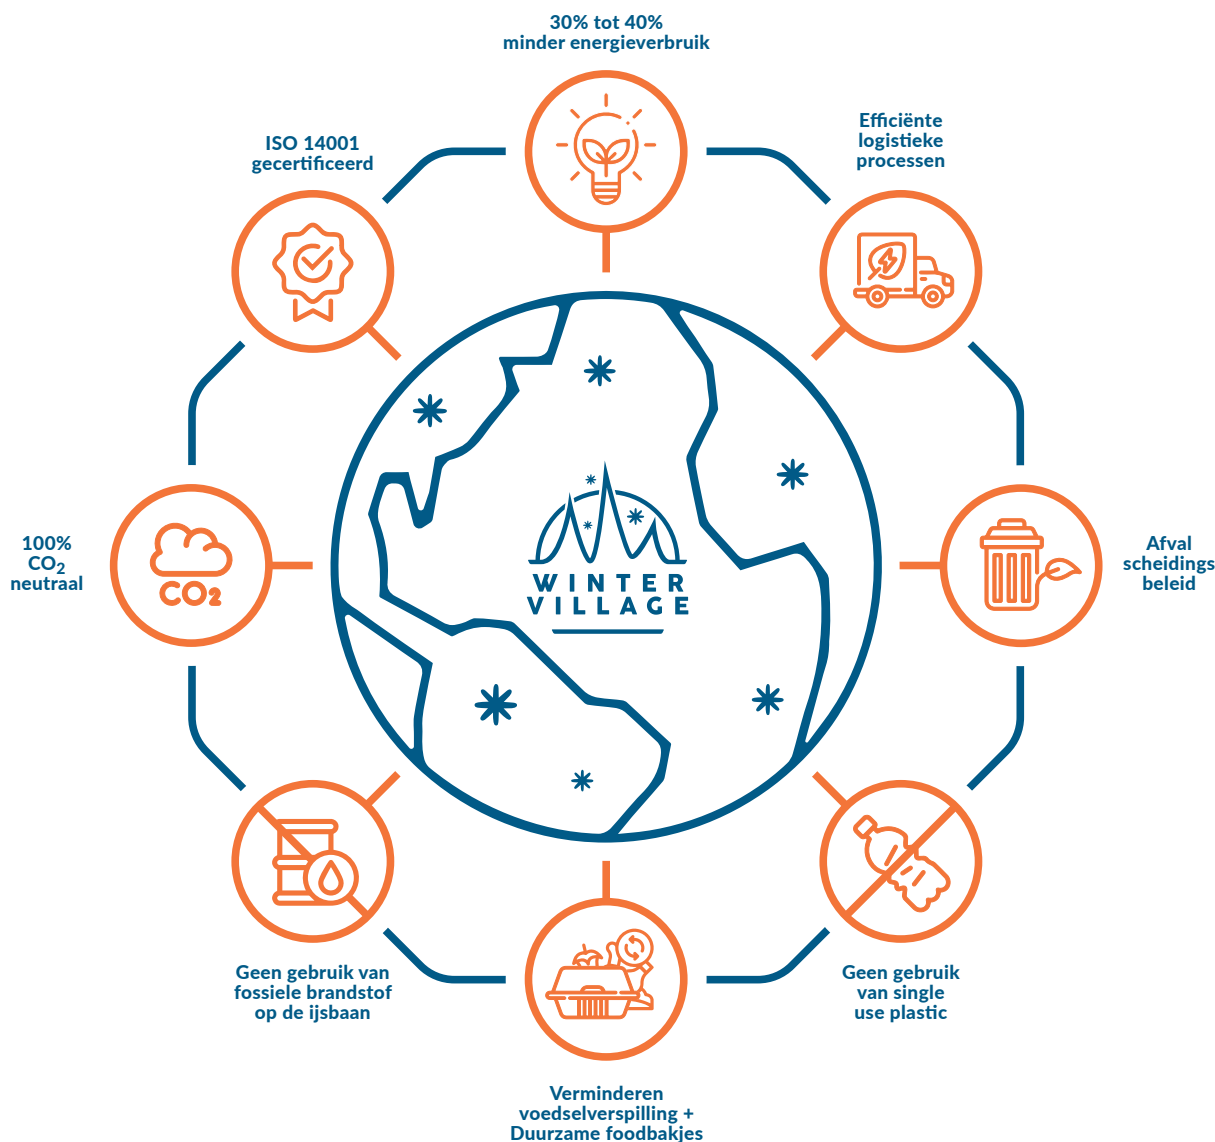 30% tot 40%
minder energieverbruik
Efficiënte
logistieke
processen
ISO 14001
gecertificeerd
WINTER
VILLAGE
100%
CO2
neutraal
CO2
Afval
scheidings
beleid
Geen gebruik van
fossiele brandstof
op de ijsbaan
Geen gebruik
van single
use plastic
Verminderen
voedselverspilling +
Duurzame foodbakjes